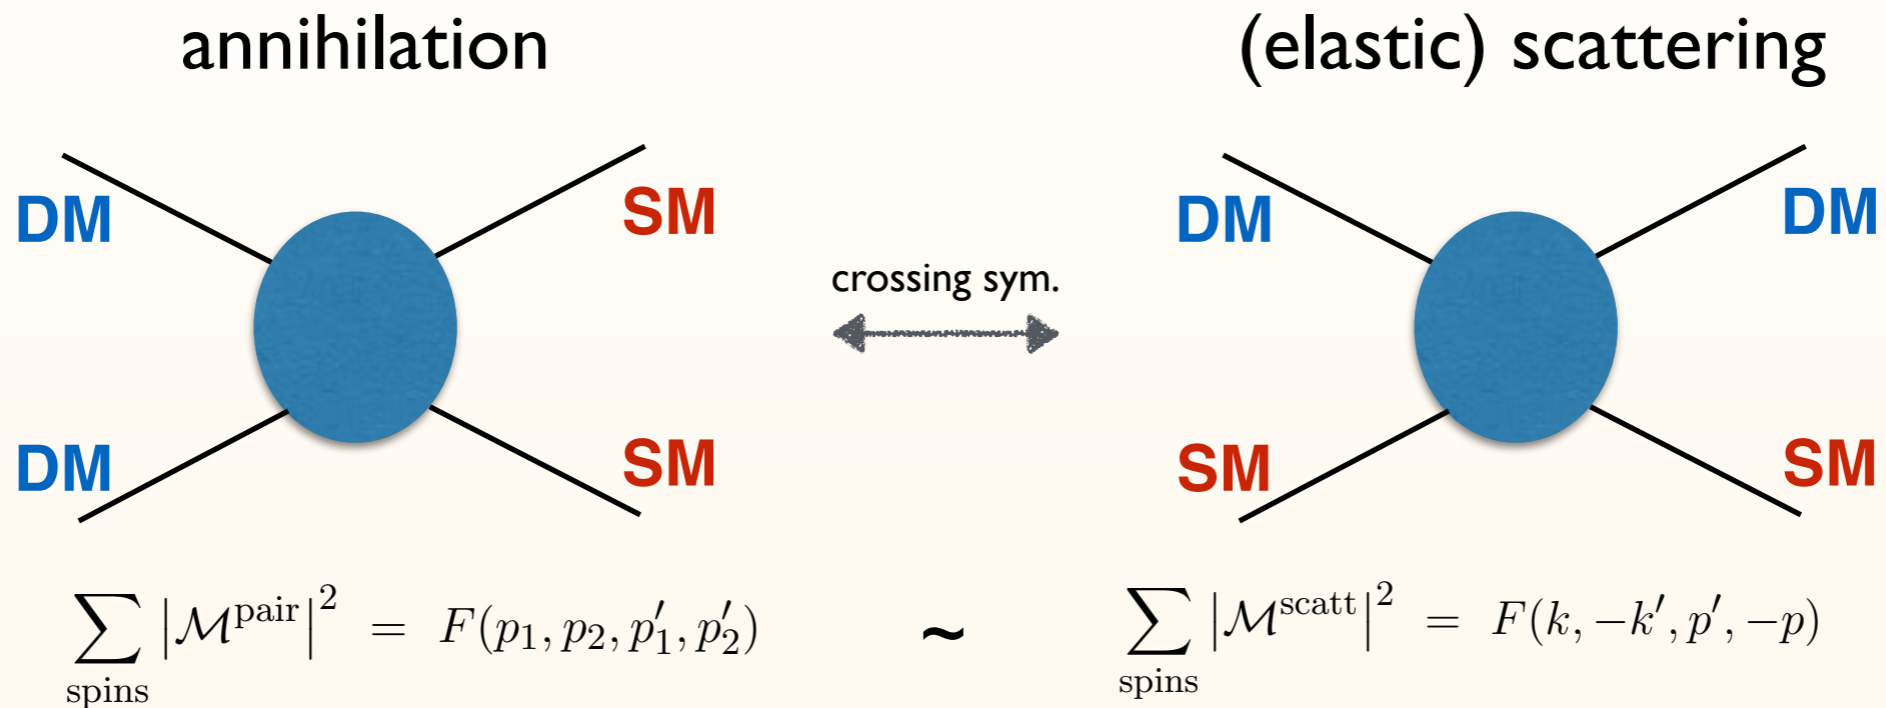 annihilation
(elastic) scattering
DM
SM
DM
DM
crossing sym.
DM
SM
SM
SM
∑ |ℳ^pair|² = F(p₁, p₂, p′₁, p′₂)
spins
~
∑ |ℳ^scatt|² = F(k, −k′, p′, −p)
spins